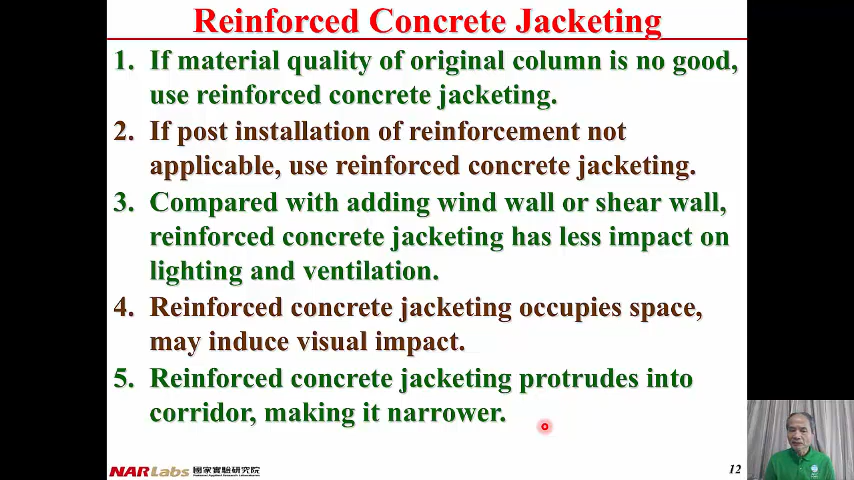 Reinforced Concrete Jacketing
1. If material quality of original column is no good,
use reinforced concrete jacketing.
2. If post installation of reinforcement not
applicable, use reinforced concrete jacketing.
3. Compared with adding wind wall or shear wall,
reinforced concrete jacketing has less impact on
lighting and ventilation.
4. Reinforced concrete jacketing occupies space,
may induce visual impact.
5. Reinforced concrete jacketing protrudes into
corridor, making it narrower.
NARLabs 國家實驗研究院
National Applied Research Laboratories
12